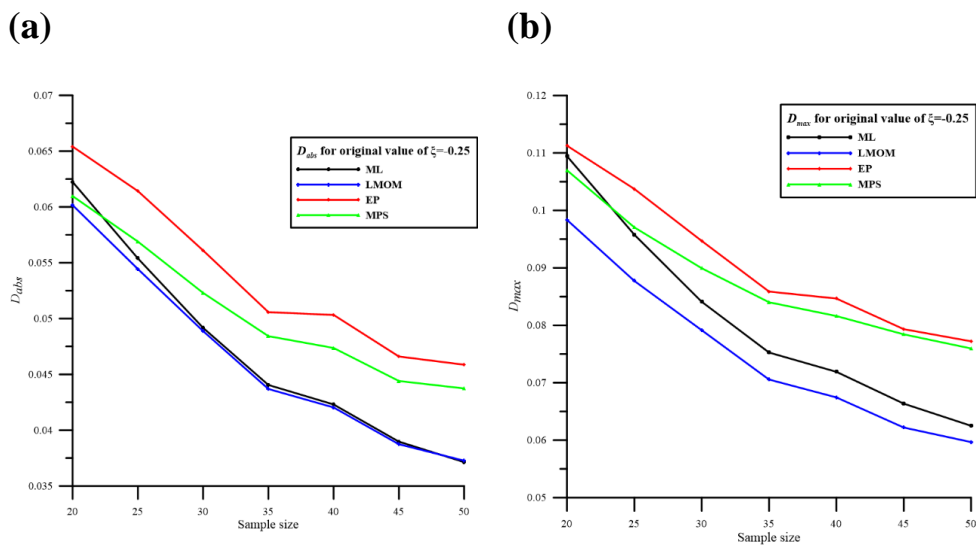 (a)
0.07
0.065
0.06
0.055
0.05
0.045
0.04
0.035
Dabs
20 25 30 35 40 45 50
Sample size
Dabs for original value of ξ=-0.25
ML
LMOM
EP
MPS
(b)
0.12
0.11
0.1
0.09
0.08
0.07
0.06
0.05
Dmax
20 25 30 35 40 45 50
Sample size
Dmax for original value of ξ=-0.25
ML
LMOM
EP
MPS